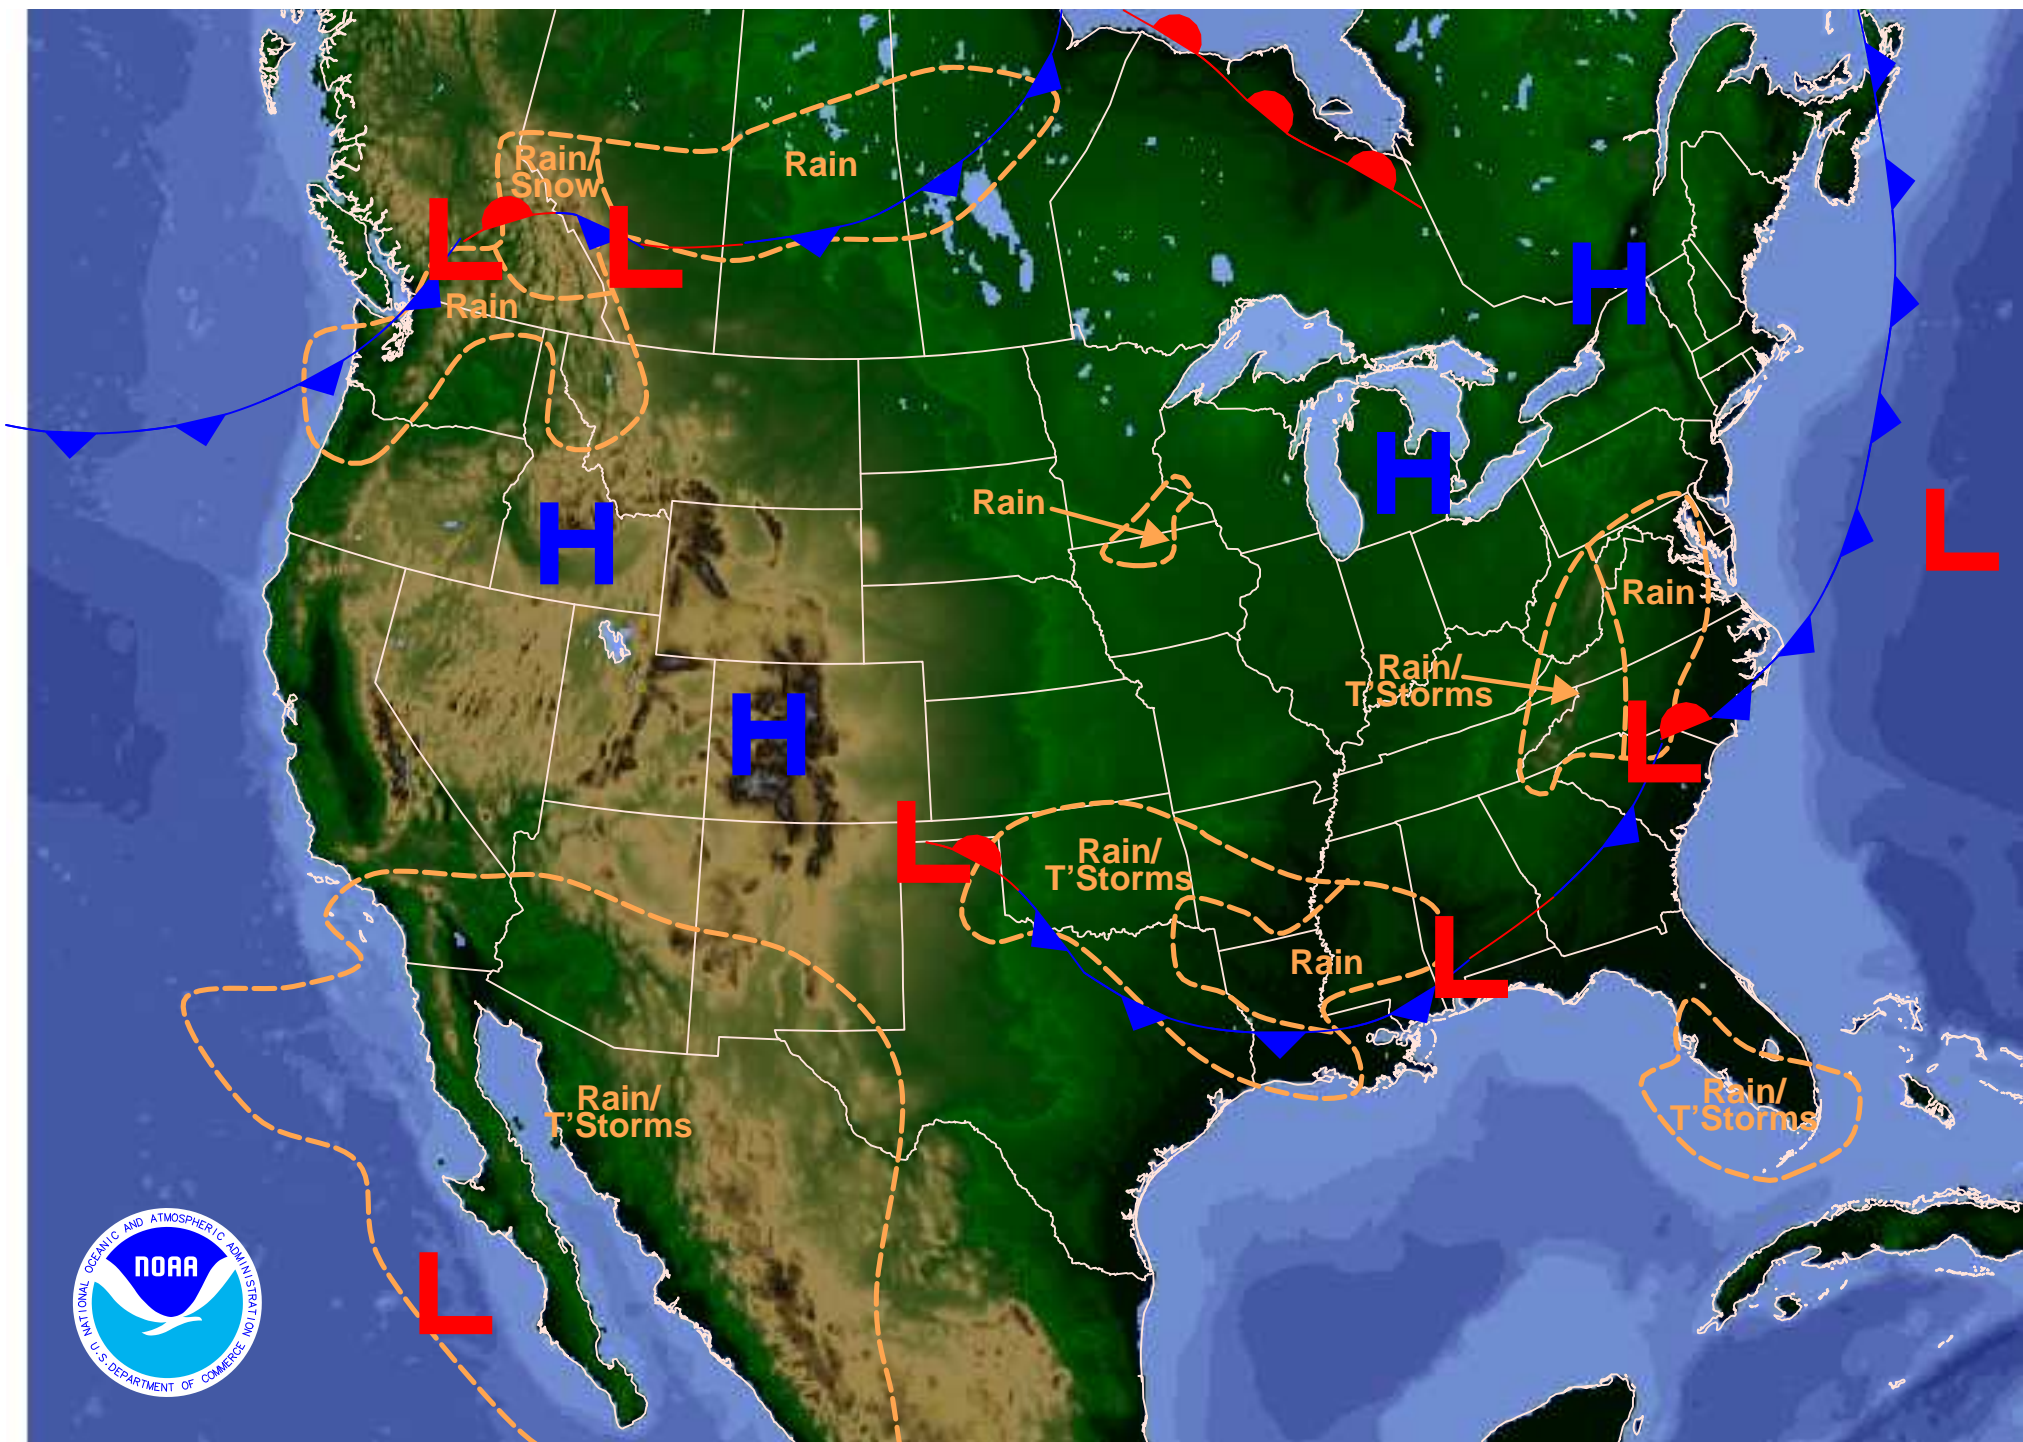 Rain/
Snow
Rain
L
L
Rain
H
H
Rain
H
L
Rain
Rain/
T'Storms
H
L
L
Rain/
T'Storms
Rain
L
Rain/
T'Storms
Rain/
T'Storms
L
NATIONAL OCEANIC AND ATMOSPHERIC ADMINISTRATION
NOAA
U.S. DEPARTMENT OF COMMERCE